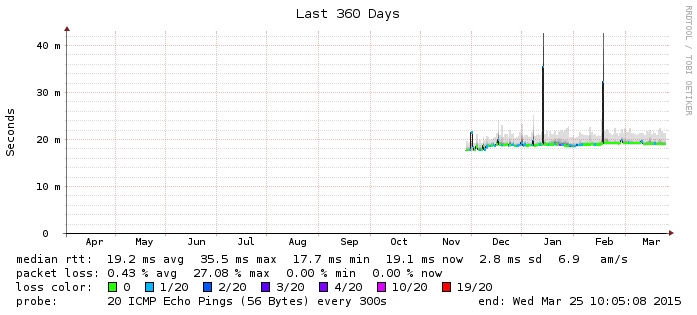 Last 360 Days
RRDTOOL / TOBI OETIKER
Seconds
40 m
30 m
20 m
10 m
0
Apr May Jun Jul Aug Sep Oct Nov Dec Jan Feb Mar
median rtt: 19.2 ms avg 35.5 ms max 17.7 ms min 19.1 ms now 2.8 ms sd 6.9 am/s
packet loss: 0.43 % avg 27.08 % max 0.00 % min 0.00 % now
loss color: 0 1/20 2/20 3/20 4/20 10/20 19/20
probe: 20 ICMP Echo Pings (56 Bytes) every 300s end: Wed Mar 25 10:05:08 2015